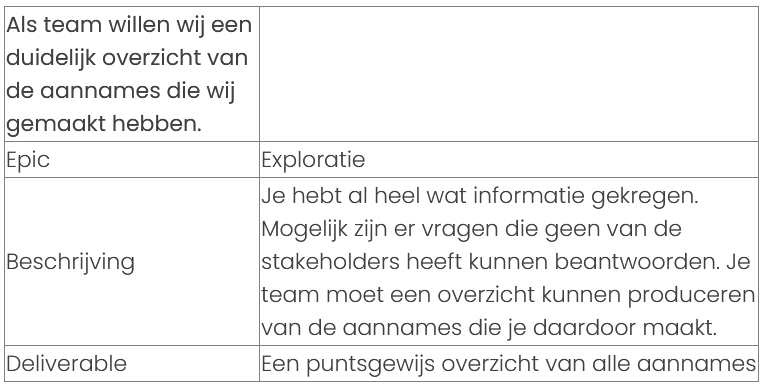 Als team willen wij een
duidelijk overzicht van
de aannames die wij
gemaakt hebben.
Epic
Exploratie
Beschrijving
Je hebt al heel wat informatie gekregen.
Mogelijk zijn er vragen die geen van de
stakeholders heeft kunnen beantwoorden. Je
team moet een overzicht kunnen produceren
van de aannames die je daardoor maakt.
Deliverable
Een puntsgewijs overzicht van alle aannames